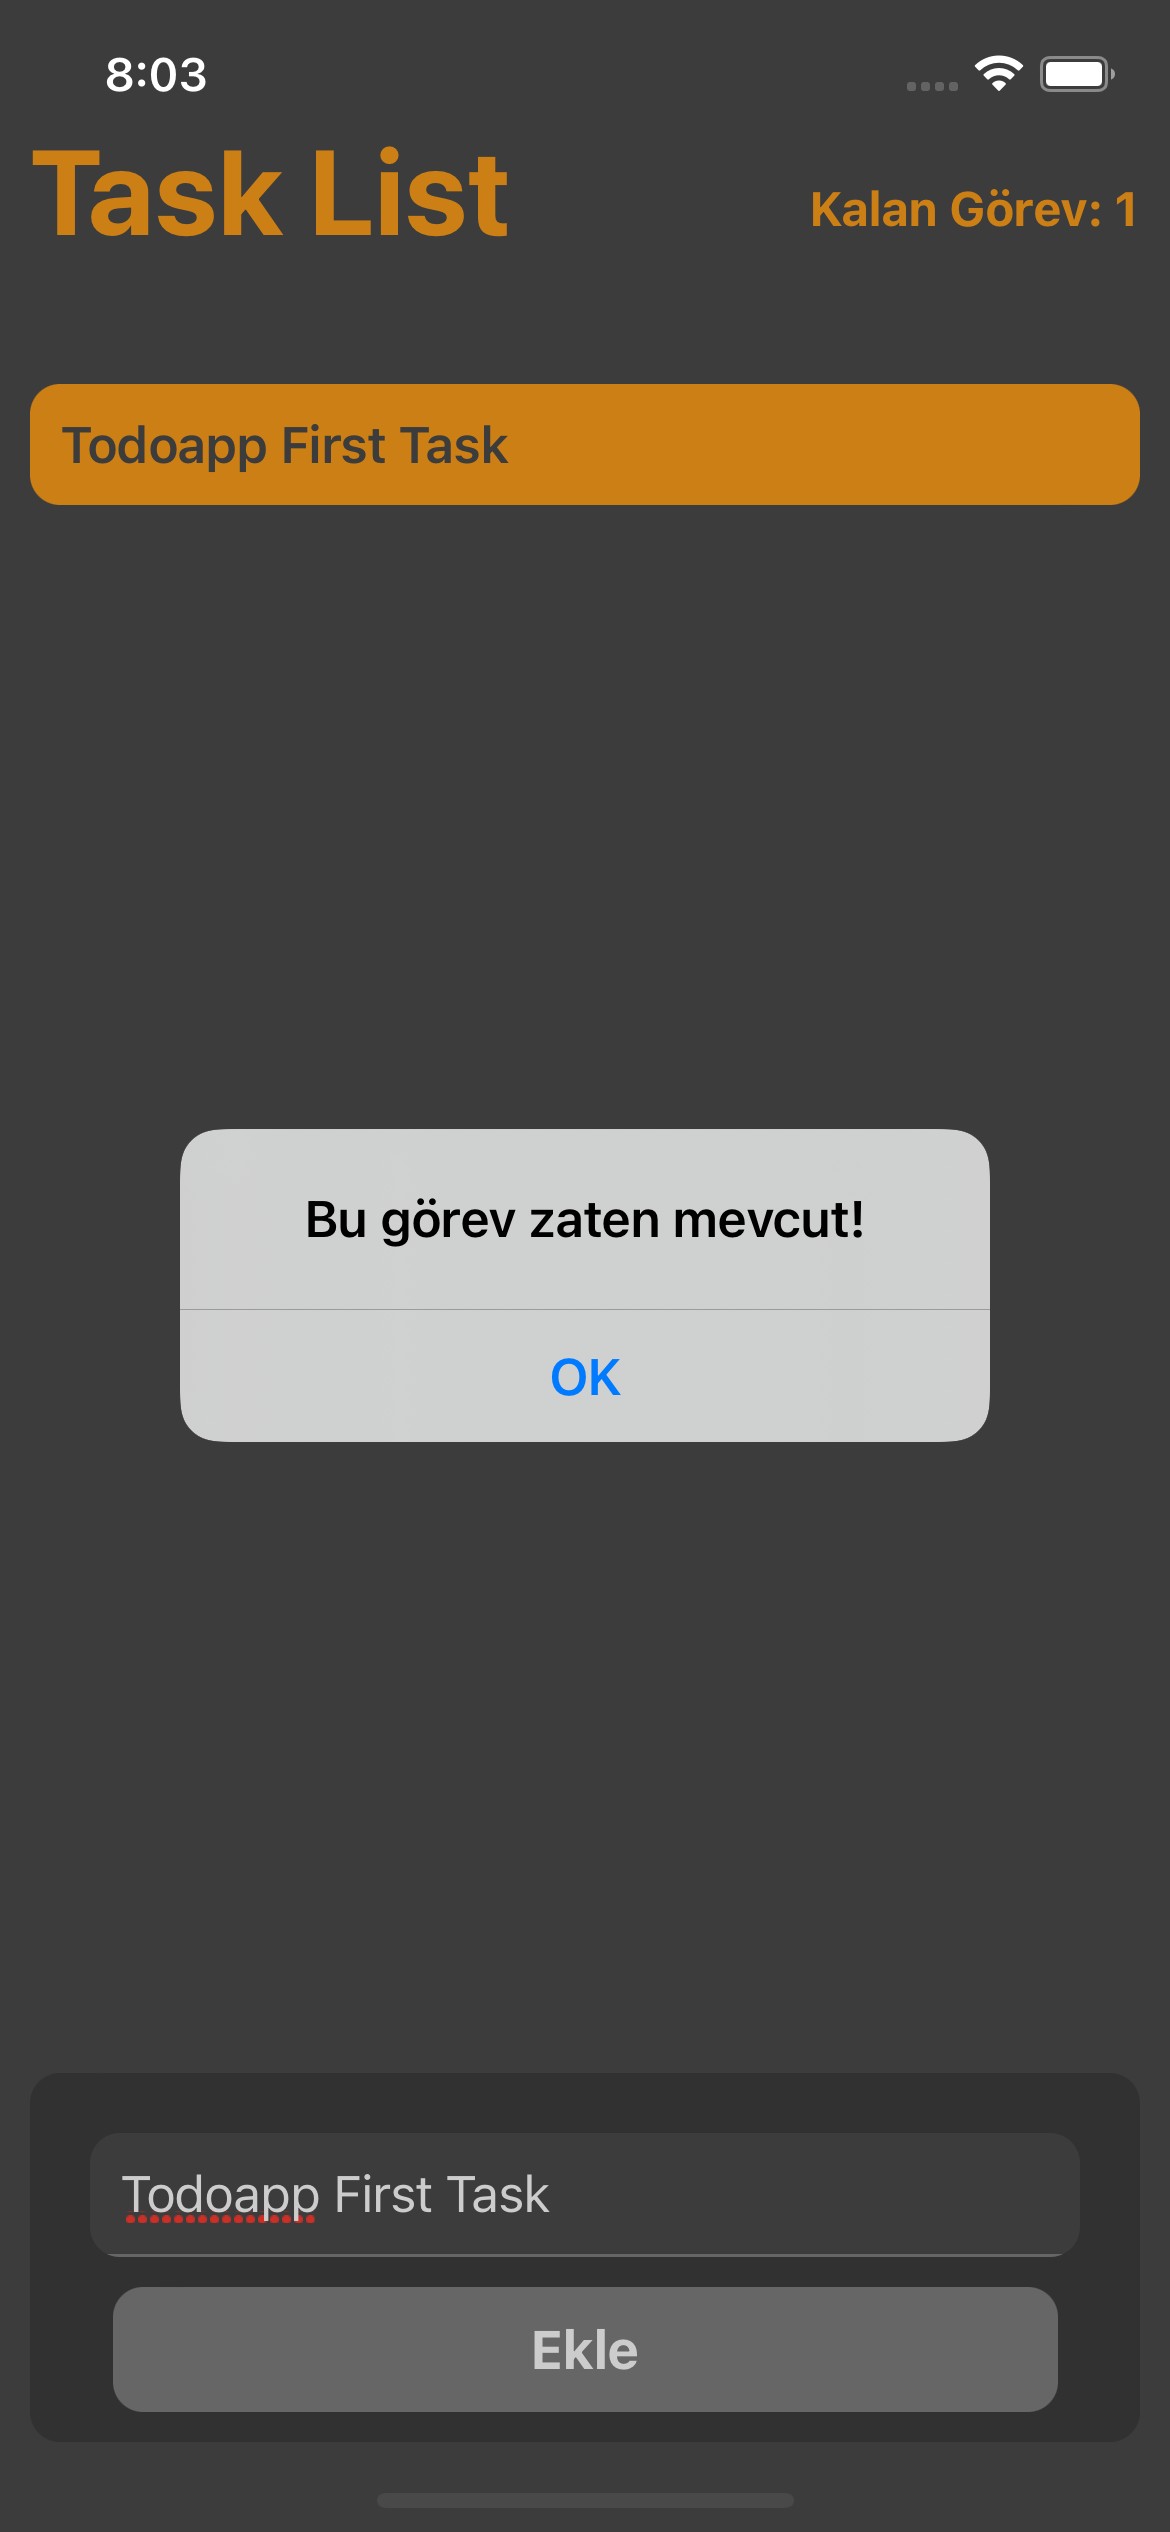 8:03
Task List
Kalan Görev: 1
Todoapp First Task
Bu görev zaten mevcut!
OK
Todoapp First Task
Ekle